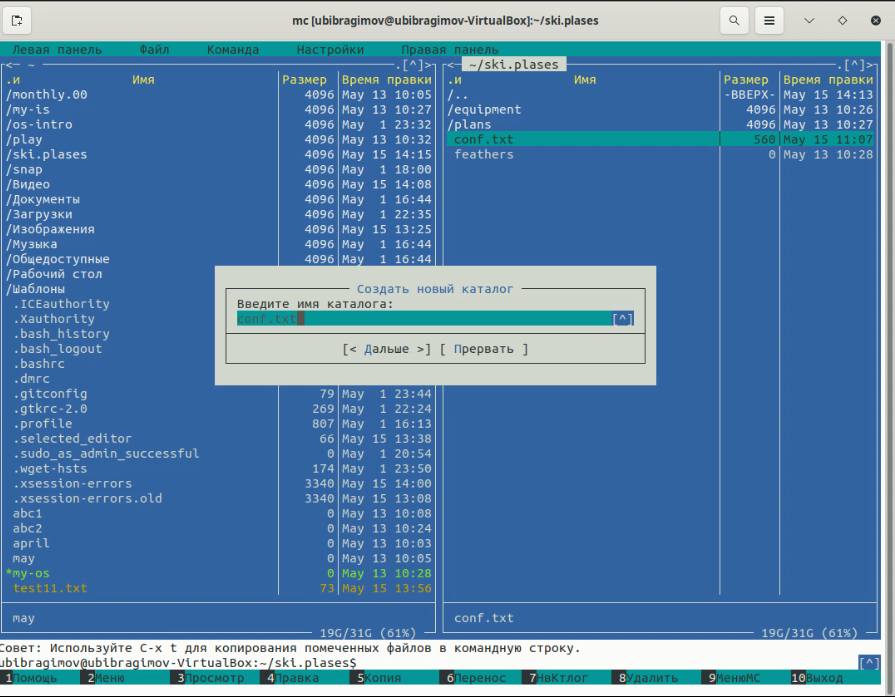 mc [ubibragimov@ubibragimov-VirtualBox]:~/ski.plases
Левая панель Файл Команда Настройки Правая панель
<─ ~ .[^]> <─ ~/ski.plases .[^]>
.и Имя Размер Время правки .и Имя Размер Время правки
/monthly.00 4096 May 13 10:05 /.. -ВВЕРХ- May 15 14:13
/my-is 4096 May 13 10:27 /equipment 4096 May 13 10:26
/os-intro 4096 May 1 23:32 /plans 4096 May 13 10:27
/play 4096 May 13 10:32 conf.txt 560 May 15 11:07
/ski.plases 4096 May 15 14:15 feathers 0 May 13 10:28
/snap 4096 May 1 18:00
/Видео 4096 May 15 14:08
/Документы 4096 May 1 16:44
/Загрузки 4096 May 1 22:35
/Изображения 4096 May 15 13:25
/Музыка 4096 May 1 16:44
/Общедоступные 4096 May 1 16:44
/Рабочий стол
/Шаблоны
Создать новый каталог
.ICEauthority
Введите имя каталога:
.Xauthority
conf.txt [^]
.bash_history
.bash_logout
[< Дальше >] [ Прервать ]
.bashrc
.dmrc
.gitconfig 79 May 1 23:44
.gtkrc-2.0 269 May 1 22:24
.profile 807 May 1 16:13
.selected_editor 66 May 15 13:38
.sudo_as_admin_successful 0 May 1 20:54
.wget-hsts 174 May 1 23:50
.xsession-errors 3340 May 15 14:00
.xsession-errors.old 3340 May 15 13:08
abc1 0 May 13 10:08
abc2 0 May 13 10:24
april 0 May 13 10:03
may 0 May 13 10:05
*my-os 0 May 13 10:28
test11.txt 73 May 15 13:56
may conf.txt
19G/31G (61%) 19G/31G (61%)
Совет: Используйте C-x t для копирования помеченных файлов в командную строку.
ubibragimov@ubibragimov-VirtualBox:~/ski.plases$ [^]
1Помощь 2Меню 3Просмотр 4Правка 5Копия 6Перенос 7НвКтлог 8Удалить 9МенюМС 10Выход